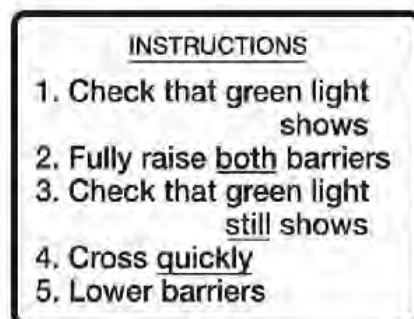 INSTRUCTIONS
1. Check that green light
shows
2. Fully raise both barriers
3. Check that green light
still shows
4. Cross quickly
5. Lower barriers